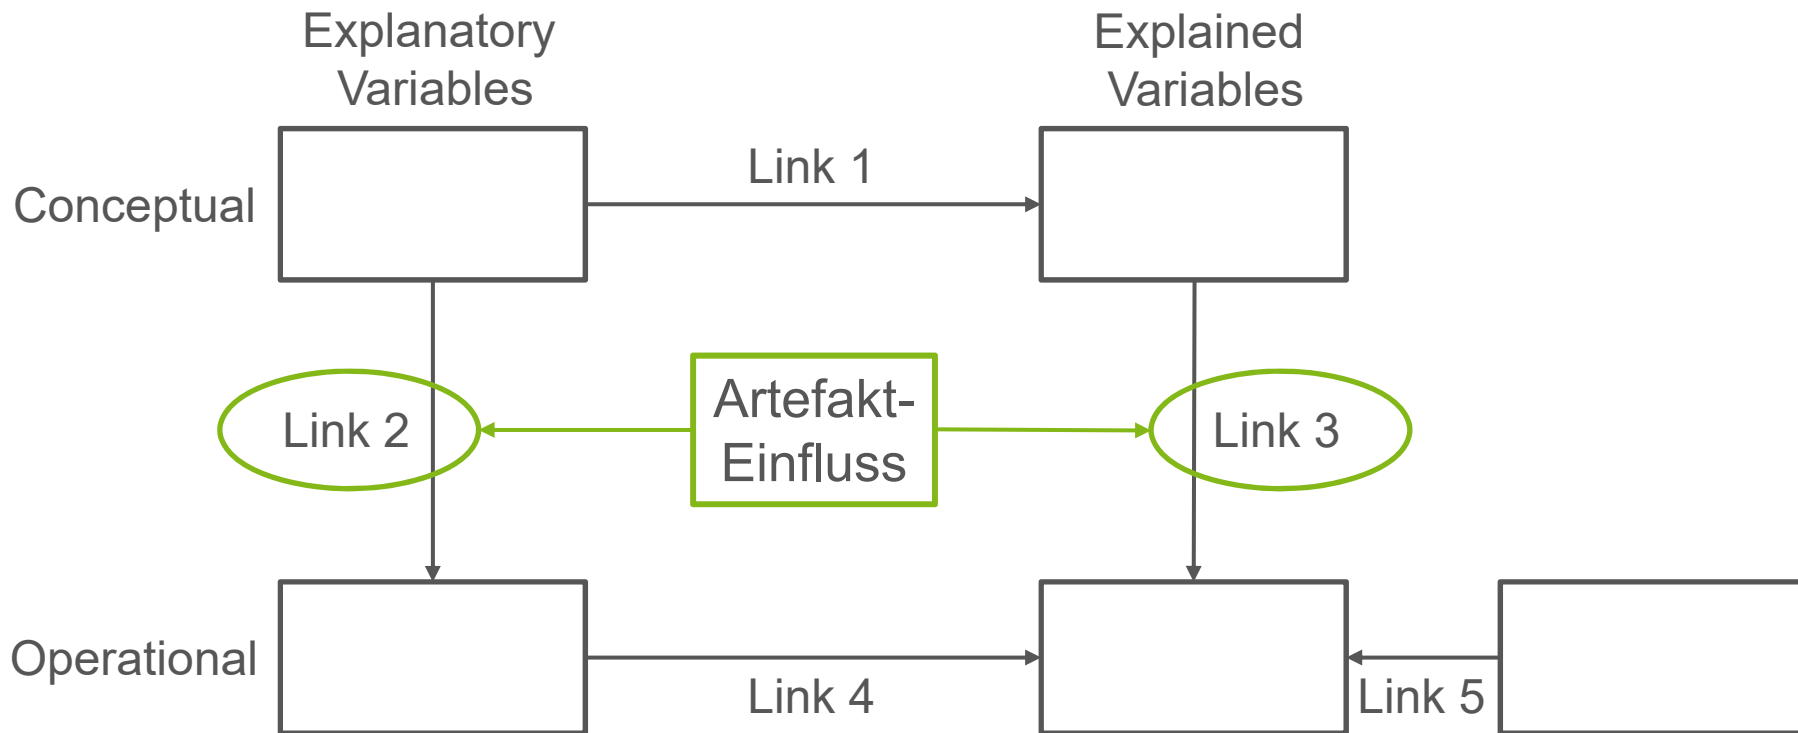 Explanatory
Variables
Explained
Variables
Conceptual
Link 1
Link 2
Artefakt-
Einfluss
Link 3
Operational
Link 4
Link 5